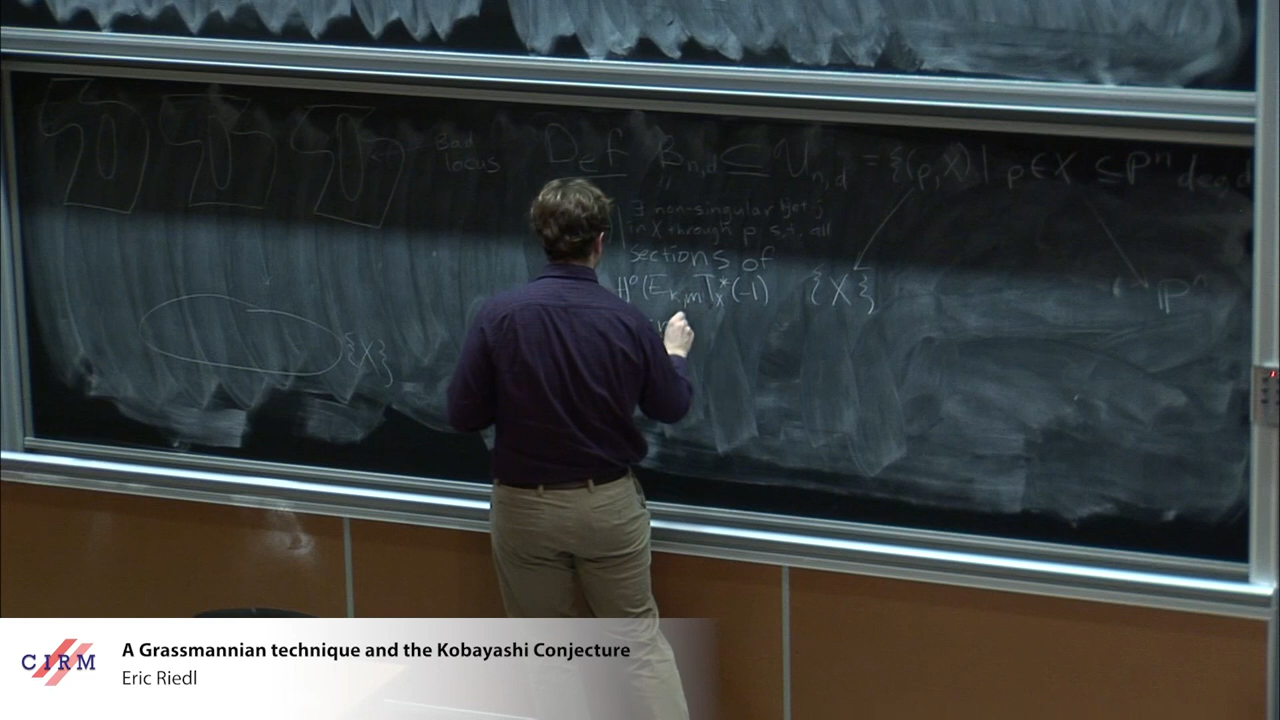 Bad
locus
Def B_{n,d} ⊆ U_{n,d} = {(p,X) | p∈X ⊆ P^n deg d
"
∃ non-singular
in X through p s.t. all
sections of
H⁰(E_{k,m}T_X^*(-1) {X} P^n
{X}
CIRM
A Grassmannian technique and the Kobayashi Conjecture
Eric Riedl